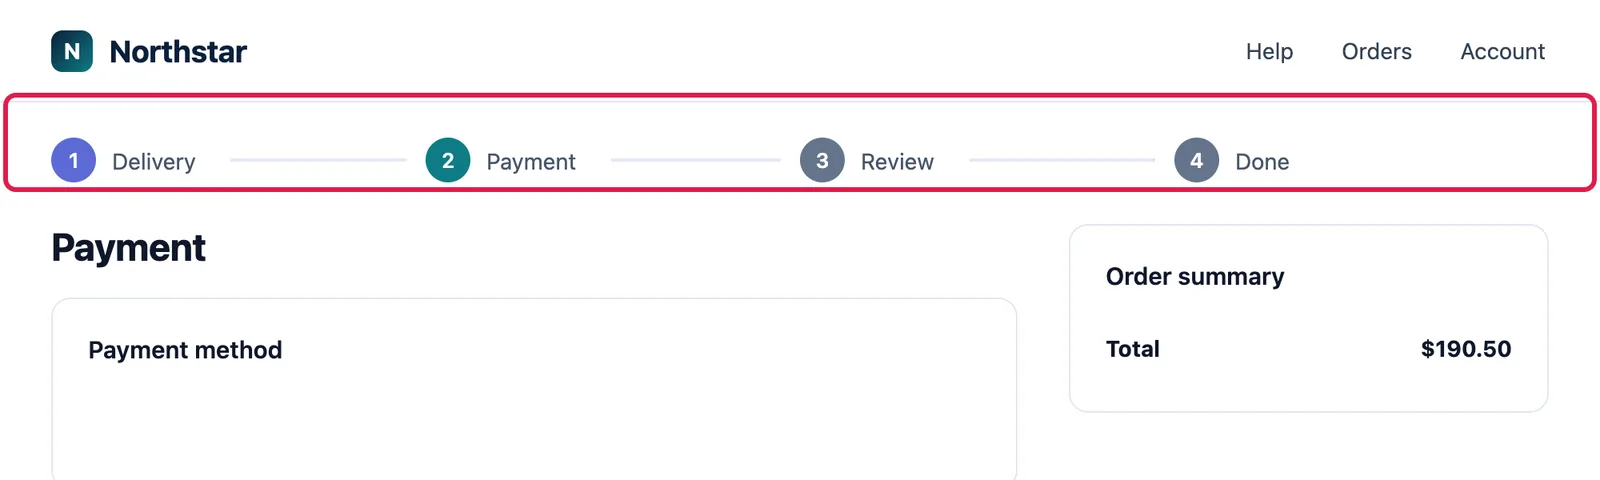 N Northstar Help Orders Account
1 Delivery 2 Payment 3 Review 4 Done
Payment
Order summary
Total $190.50
Payment method